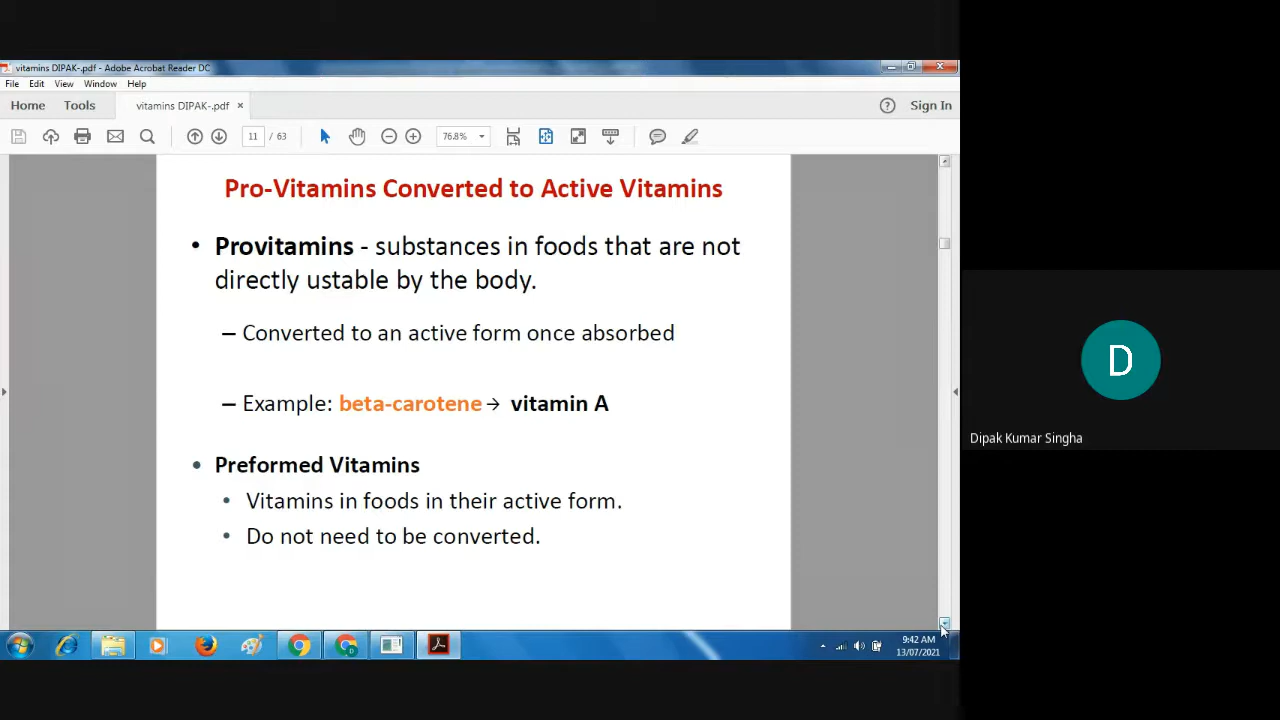 vitamins DIPAK-.pdf - Adobe Acrobat Reader DC
File Edit View Window Help
Home Tools vitamins DIPAK-.pdf × ? Sign In
11 / 63 76.8%
Pro-Vitamins Converted to Active Vitamins
• Provitamins - substances in foods that are not
directly ustable by the body.
– Converted to an active form once absorbed
– Example: beta-carotene → vitamin A
• Preformed Vitamins
• Vitamins in foods in their active form.
• Do not need to be converted.
D
Dipak Kumar Singha
9:42 AM
13/07/2021